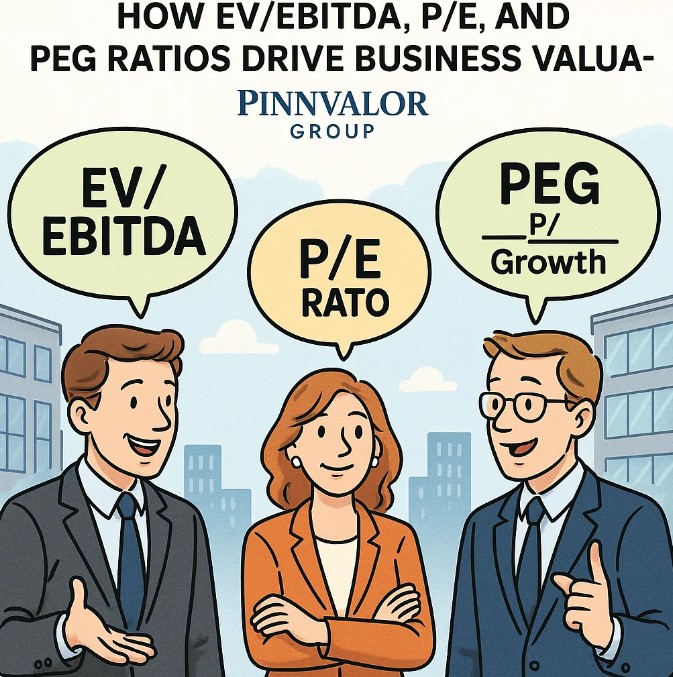 HOW EV/EBITDA, P/E, AND
PEG RATIOS DRIVE BUSINESS VALUA-
PINNVALOR
GROUP
EV/
EBITDA
P/E
RATO
PEG
P/
Growth